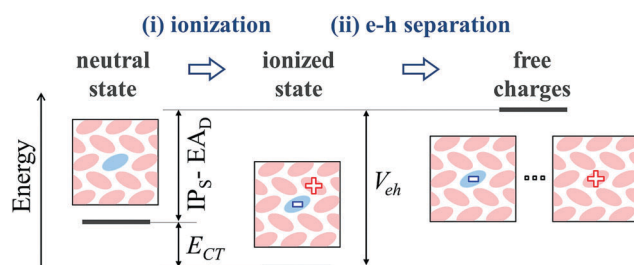 (i) ionization (ii) e-h separation
neutral state
ionized state
free charges
Energy
IP_S- EA_D
E_CT
V_eh